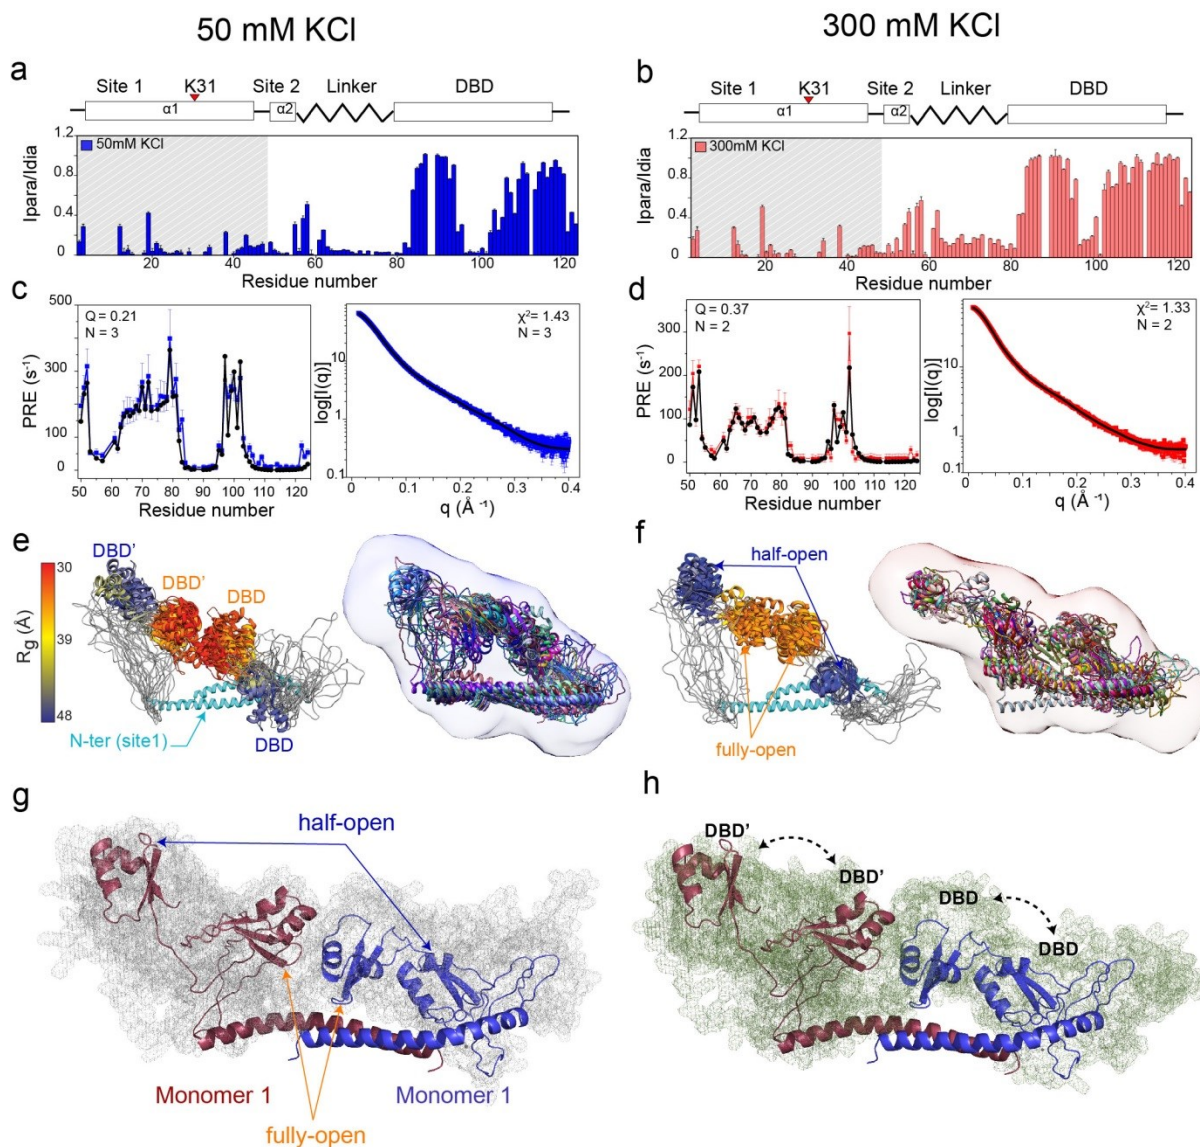 50 mM KCl
300 mM KCl
a
Site 1
K31
Site 2
Linker
DBD
α1
α2
1.2
0.8
0.4
0
Ipara/Idia
50mM KCl
20
40
60
80
100
120
Residue number
b
Site 1
K31
Site 2
Linker
DBD
α1
α2
1.2
0.8
0.4
0
Ipara/Idia
300mM KCl
20
40
60
80
100
120
Residue number
c
500
300
100
0
PRE (s⁻¹)
Q = 0.21
N = 3
50
60
70
80
90
100
110
120
Residue number
log[I(q)]
10
1
0.1
χ²= 1.43
N = 3
0
0.1
0.2
0.3
0.4
q (Å ⁻¹)
d
300
200
100
0
PRE (s⁻¹)
Q = 0.37
N = 2
50
60
70
80
90
100
110
120
Residue number
log[I(q)]
10
1
0.1
χ²= 1.33
N = 2
0
0.1
0.2
0.3
0.4
q (Å ⁻¹)
e
30
39
48
Rg (Å)
DBD'
DBD'
DBD
N-ter (site1)
DBD
f
half-open
fully-open
g
half-open
Monomer 1
Monomer 1
fully-open
h
DBD'
DBD'
DBD
DBD